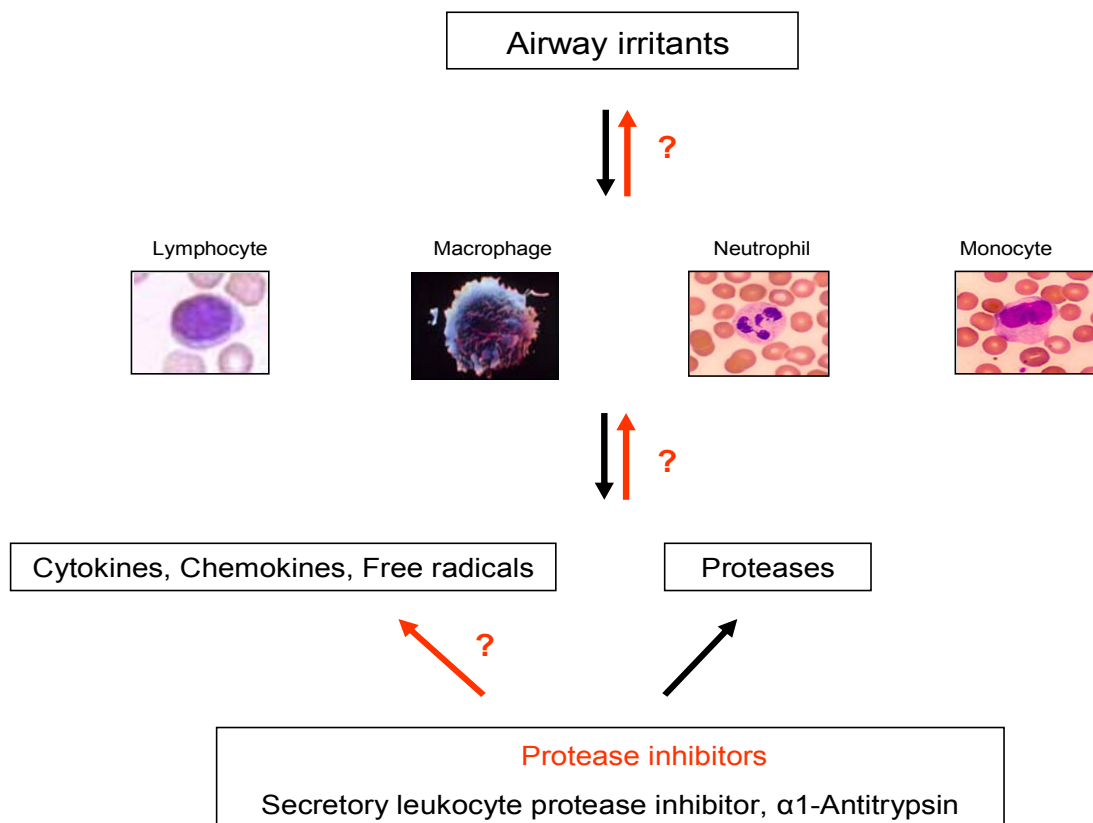 Airway irritants
?
Lymphocyte
Macrophage
Neutrophil
Monocyte
?
Cytokines, Chemokines, Free radicals
Proteases
?
Protease inhibitors
Secretory leukocyte protease inhibitor, α1-Antitrypsin